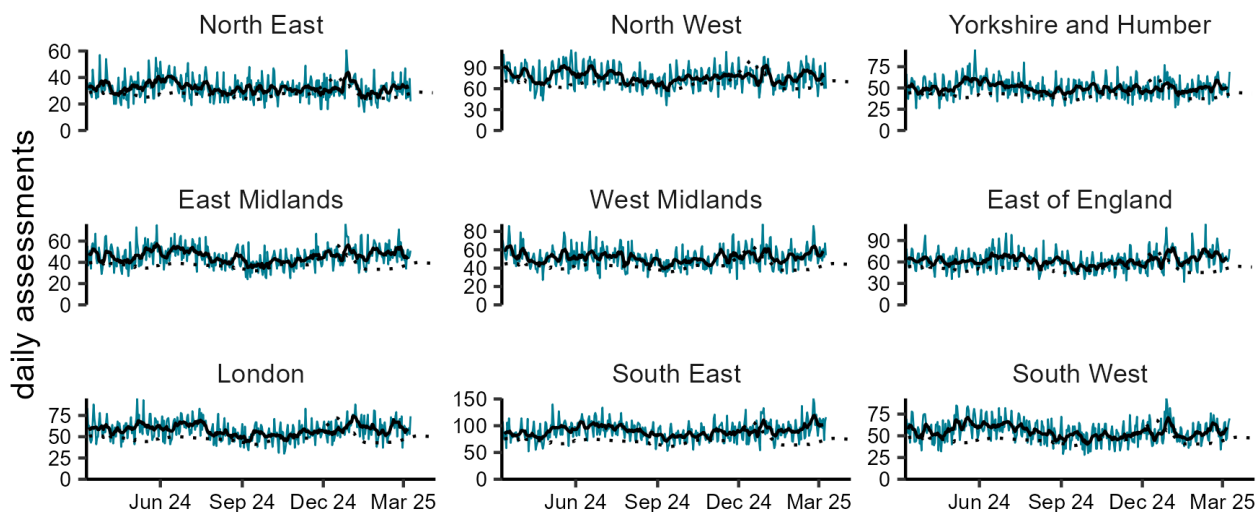 North East
North West
Yorkshire and Humber
60
40
20
0
90
60
30
0
75
50
25
0
daily assessments
East Midlands
West Midlands
East of England
60
40
20
0
80
60
40
20
0
90
60
30
0
London
South East
South West
75
50
25
0
150
100
50
0
75
50
25
0
Jun 24 Sep 24 Dec 24 Mar 25
Jun 24 Sep 24 Dec 24 Mar 25
Jun 24 Sep 24 Dec 24 Mar 25